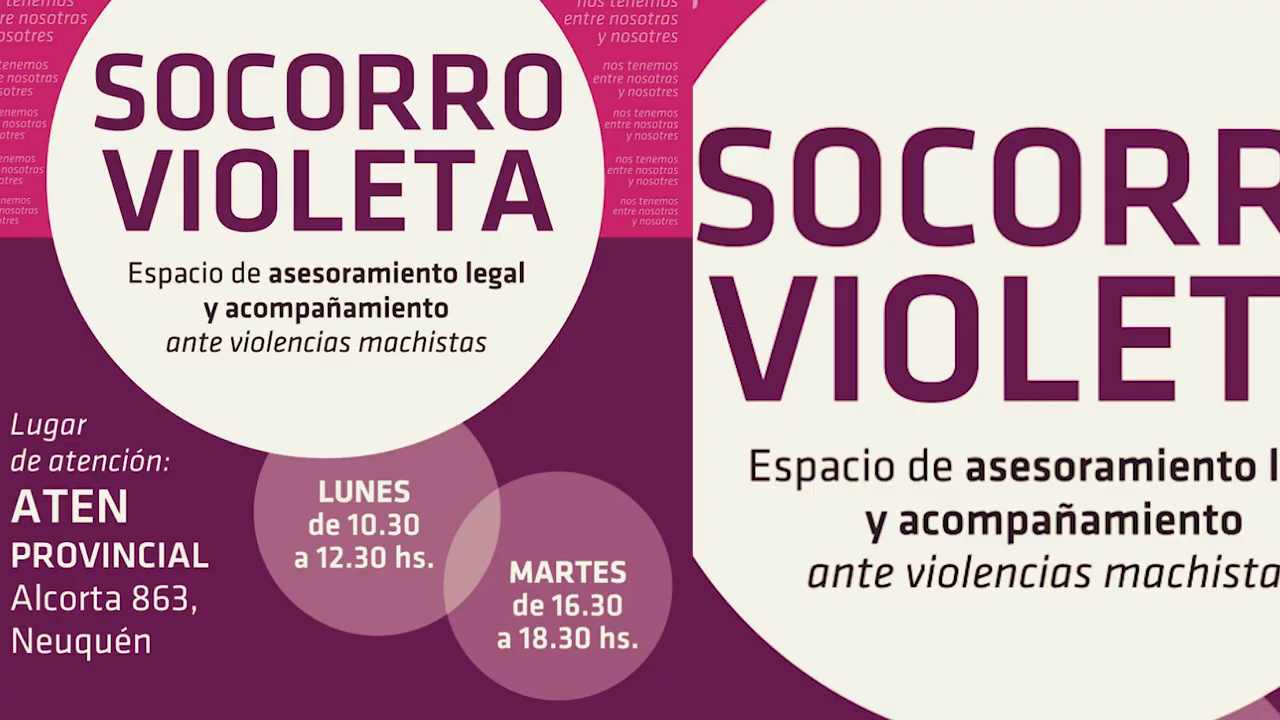 nos tenemos
entre nosotras
y nosotres
nos tenemos
entre nosotras
y nosotres
nos tenemos
entre nosotras
y nosotres
nos tenemos
entre nosotras
y nosotres
nos tenemos
entre nosotras
y nosotres
SOCORRO
VIOLETA
Espacio de asesoramiento legal
y acompañamiento
ante violencias machistas
Lugar
de atención:
ATEN
PROVINCIAL
Alcorta 863,
Neuquén
LUNES
de 10.30
a 12.30 hs.
MARTES
de 16.30
a 18.30 hs.
SOCORR
VIOLET
Espacio de asesoramiento l
y acompañamiento
ante violencias machista